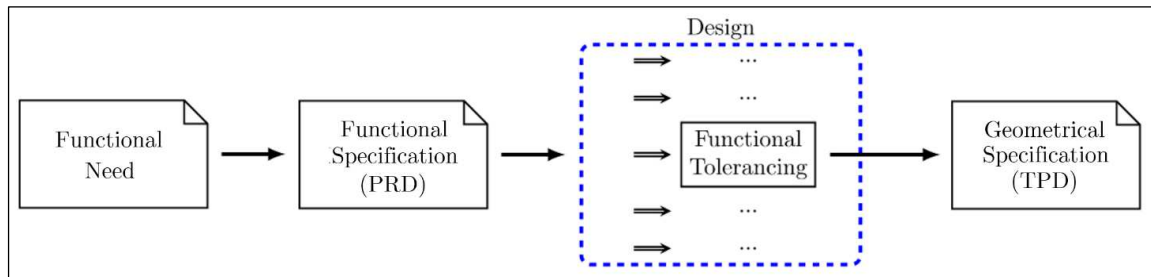 Design
...
...
Functional
Need
Functional
Specification
(PRD)
Functional
Tolerancing
Geometrical
Specification
(TPD)
...
...